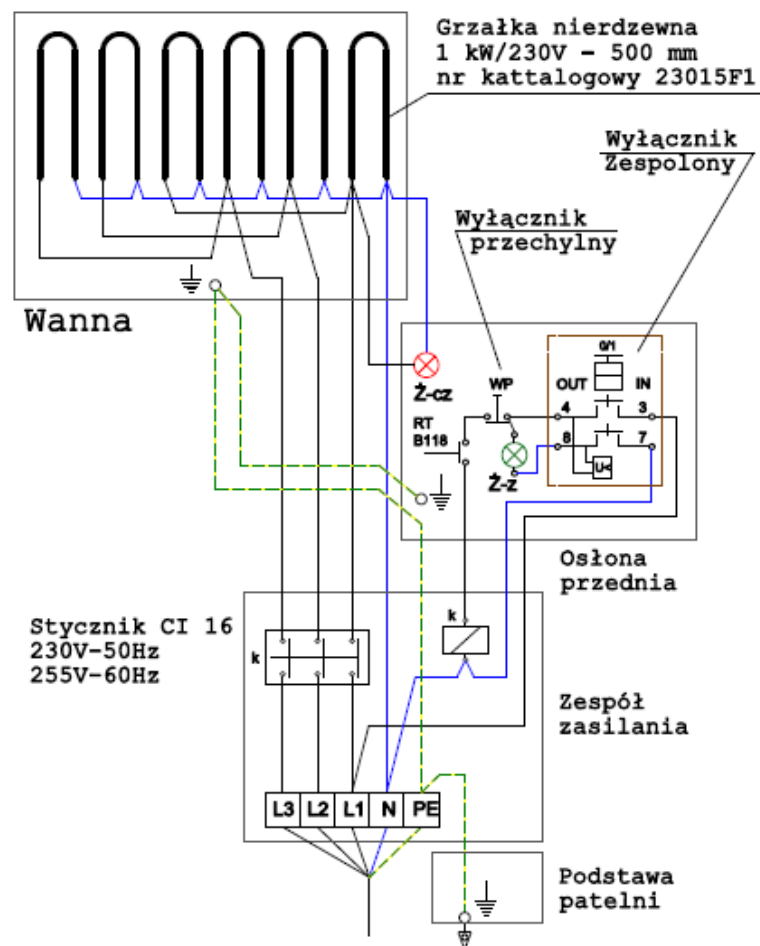 Grzałka nierdzewna
1 kW/230V – 500 mm
nr kattalogowy 23015F1
Wyłącznik
Zespolony
Wyłącznik
przechylny
Wanna
Ż-cz
WP
0/1
OUT
IN
4
3
8
7
U<
RT
B118
Ż-z
Osłona
przednia
Stycznik CI 16
230V–50Hz
255V–60Hz
k
k
Zespół
zasilania
L3
L2
L1
N
PE
Podstawa
patelni